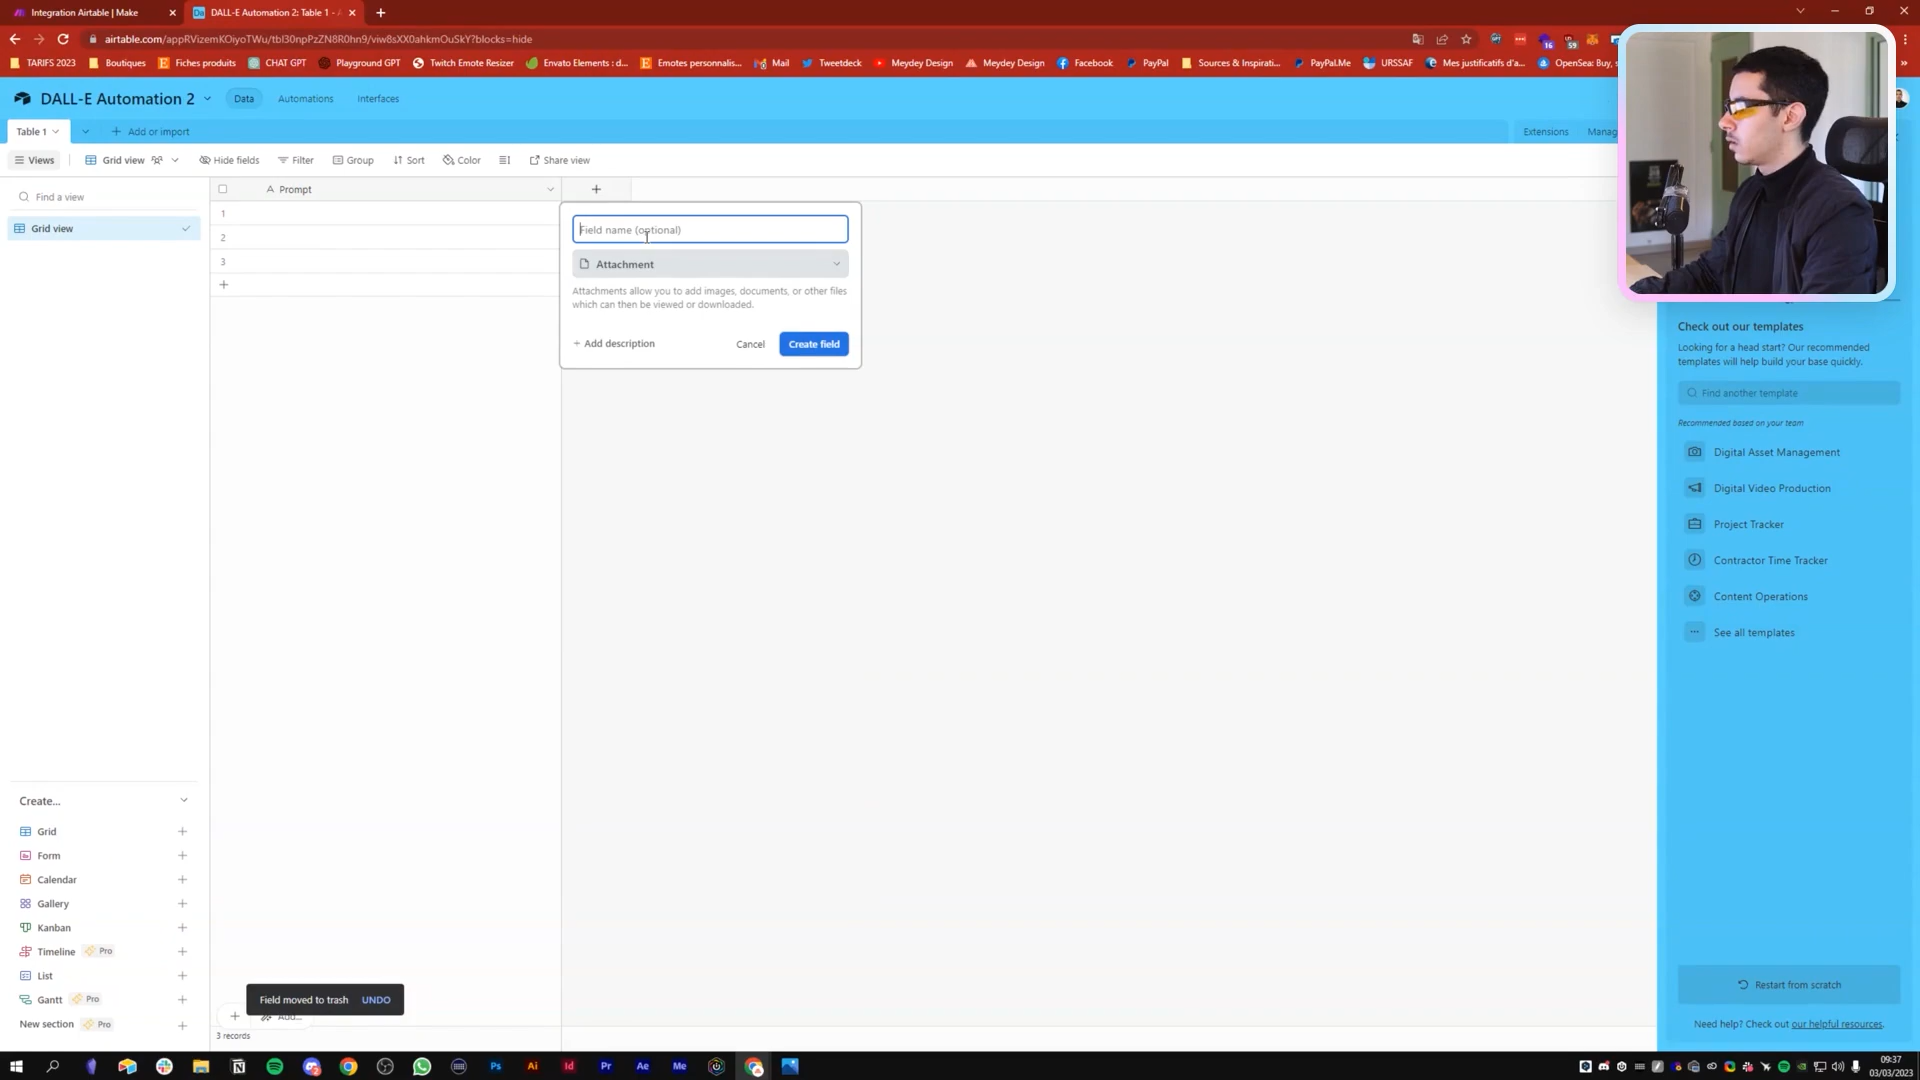 Integration Airtable | Make
DALL-E Automation 2: Table 1 -
airtable.com/appRVizemKOiyoTWu/tbl30npPzZN8R0hn9/viw8sXX0ahkmOuSkY?blocks=hide
16
59
TARIFS 2023
Boutiques
Fiches produits
CHAT GPT
Playground GPT
Twitch Emote Resizer
Envato Elements : d...
Emotes personnalis...
Mail
Tweetdeck
Meydey Design
Meydey Design
Facebook
PayPal
Sources & Inspirati...
PayPal.Me
URSSAF
Mes justificatifs d'a...
OpenSea: Buy, s
DALL-E Automation 2
Data
Automations
Interfaces
Table 1
Add or import
Extensions
Manag
Views
Grid view
Hide fields
Filter
Group
Sort
Color
Share view
Find a view
Grid view
A Prompt
1
2
3
Field name (optional)
Attachment
Attachments allow you to add images, documents, or other files
which can then be viewed or downloaded.
+ Add description
Cancel
Create field
Check out our templates
Looking for a head start? Our recommended
templates will help build your base quickly.
Find another template
Recommended based on your team
Digital Asset Management
Digital Video Production
Project Tracker
Contractor Time Tracker
Content Operations
See all templates
Restart from scratch
Need help? Check out our helpful resources.
Create...
Grid
Form
Calendar
Gallery
Kanban
Timeline
Pro
List
Gantt
Pro
New section
Pro
Field moved to trash
UNDO
Add...
3 records
Ps
Ai
Id
Pr
Ae
Me
09:37
03/03/2023